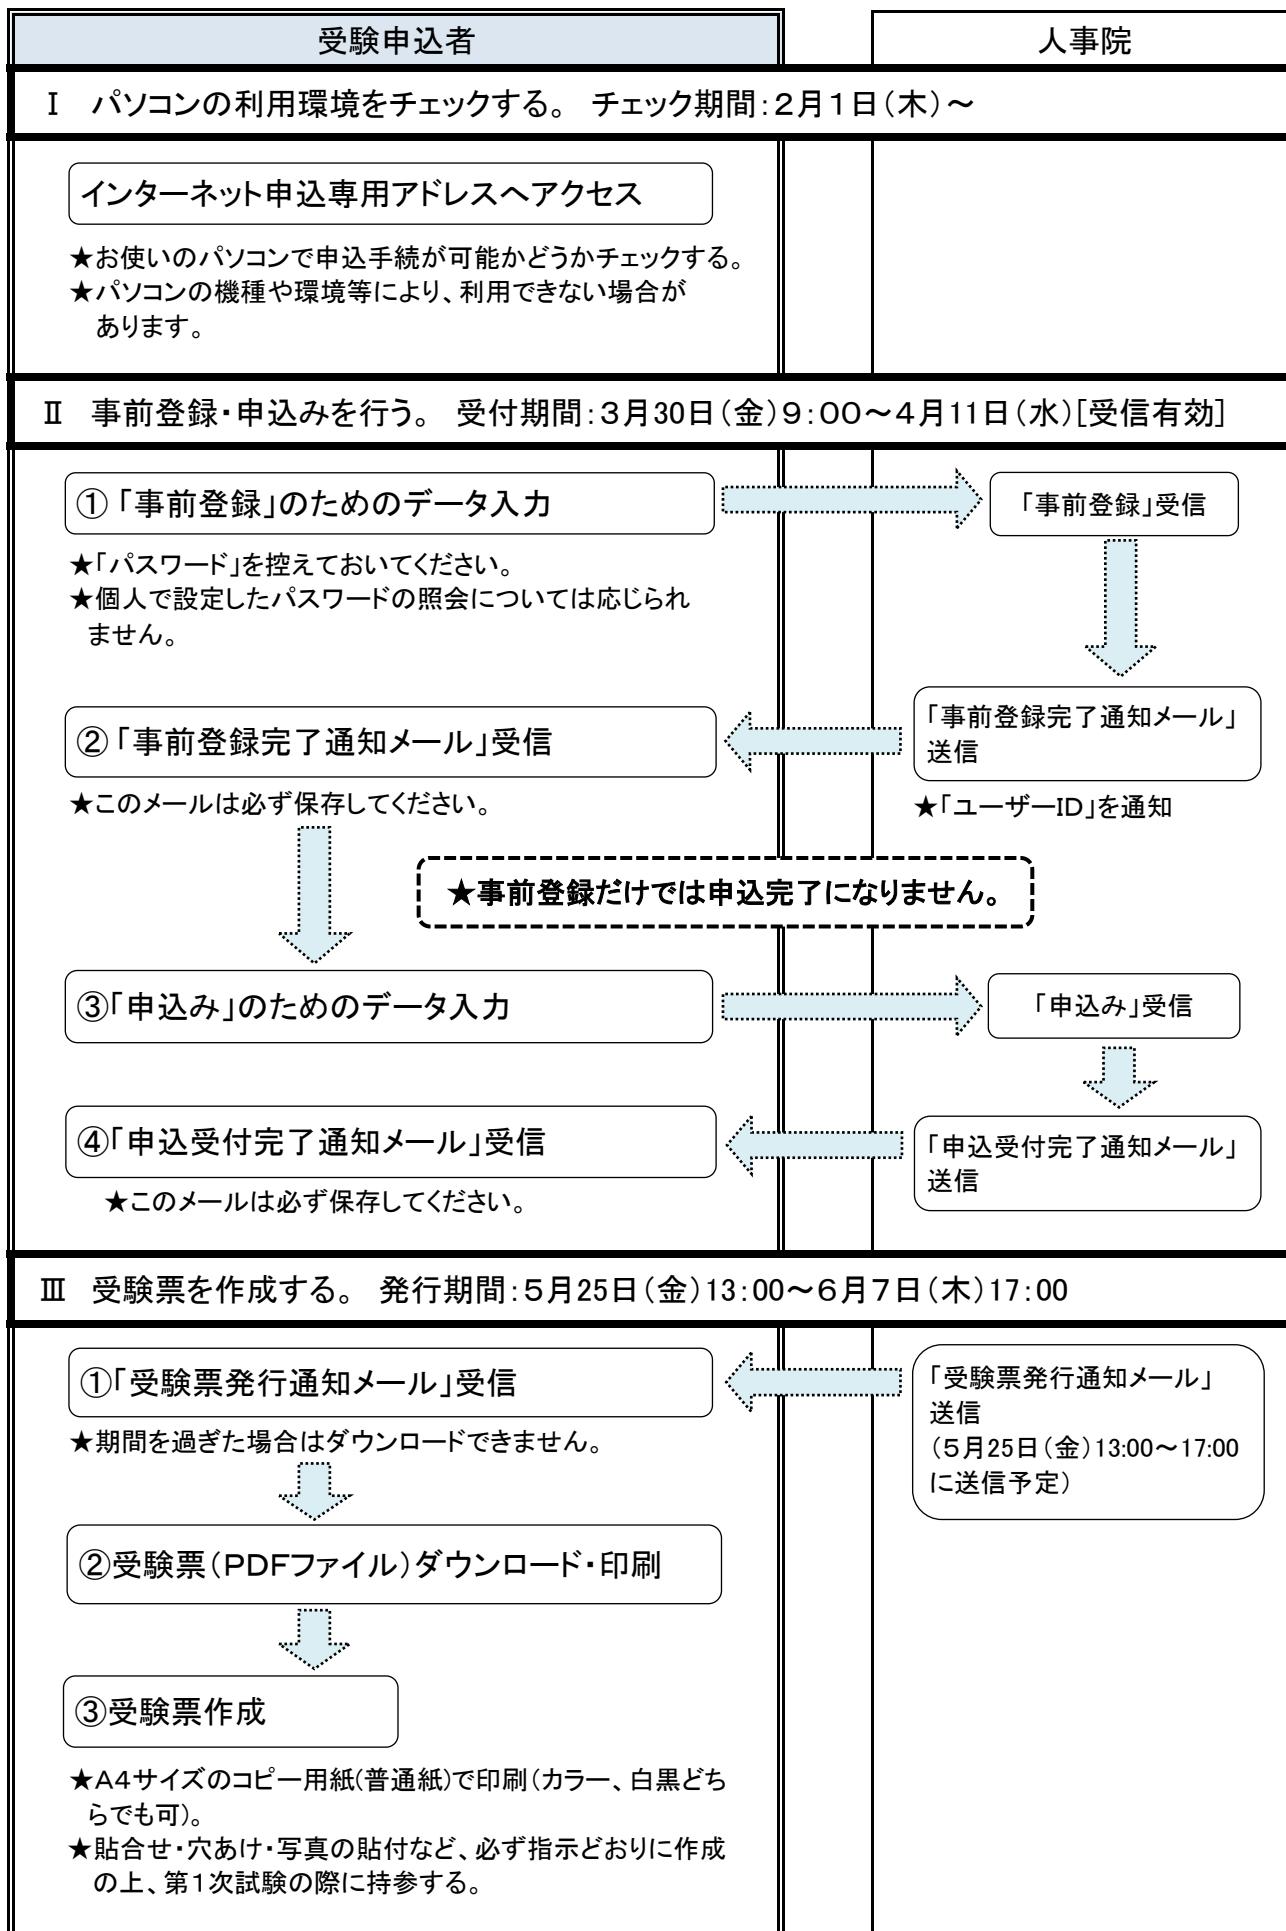 受験申込者
人事院
Ⅰ　パソコンの利用環境をチェックする。 チェック期間：２月１日（木）～
インターネット申込専用アドレスへアクセス
★お使いのパソコンで申込手続が可能かどうかチェックする。
★パソコンの機種や環境等により、利用できない場合が
あります。
Ⅱ　事前登録・申込みを行う。 受付期間：３月30日（金）９：００～４月11日（水）［受信有効］
①「事前登録」のためのデータ入力
「事前登録」受信
★「パスワード」を控えておいてください。
★個人で設定したパスワードの照会については応じられ
ません。
「事前登録完了通知メール」
送信
②「事前登録完了通知メール」受信
★このメールは必ず保存してください。
★「ユーザーID」を通知
★事前登録だけでは申込完了になりません。
③「申込み」のためのデータ入力
「申込み」受信
④「申込受付完了通知メール」受信
「申込受付完了通知メール」
送信
★このメールは必ず保存してください。
Ⅲ　受験票を作成する。 発行期間：５月25日（金）13：00～６月７日（木）17：00
①「受験票発行通知メール」受信
「受験票発行通知メール」
送信
（５月25日（金）13:00～17:00
に送信予定）
★期間を過ぎた場合はダウンロードできません。
②受験票（ＰＤＦファイル）ダウンロード・印刷
③受験票作成
★Ａ４サイズのコピー用紙(普通紙)で印刷（カラー、白黒どち
らでも可）。
★貼合せ・穴あけ・写真の貼付など、必ず指示どおりに作成
の上、第１次試験の際に持参する。